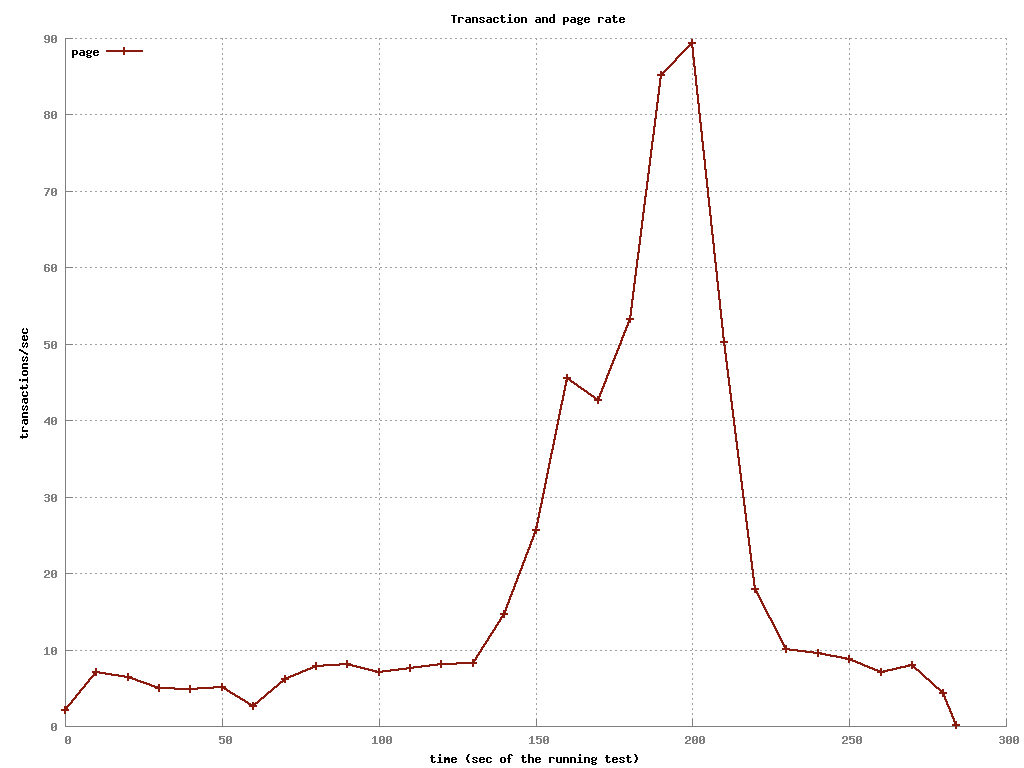 Transaction and page rate
page
90
80
70
60
50
40
30
20
10
0
transactions/sec
0 50 100 150 200 250 300
time (sec of the running test)